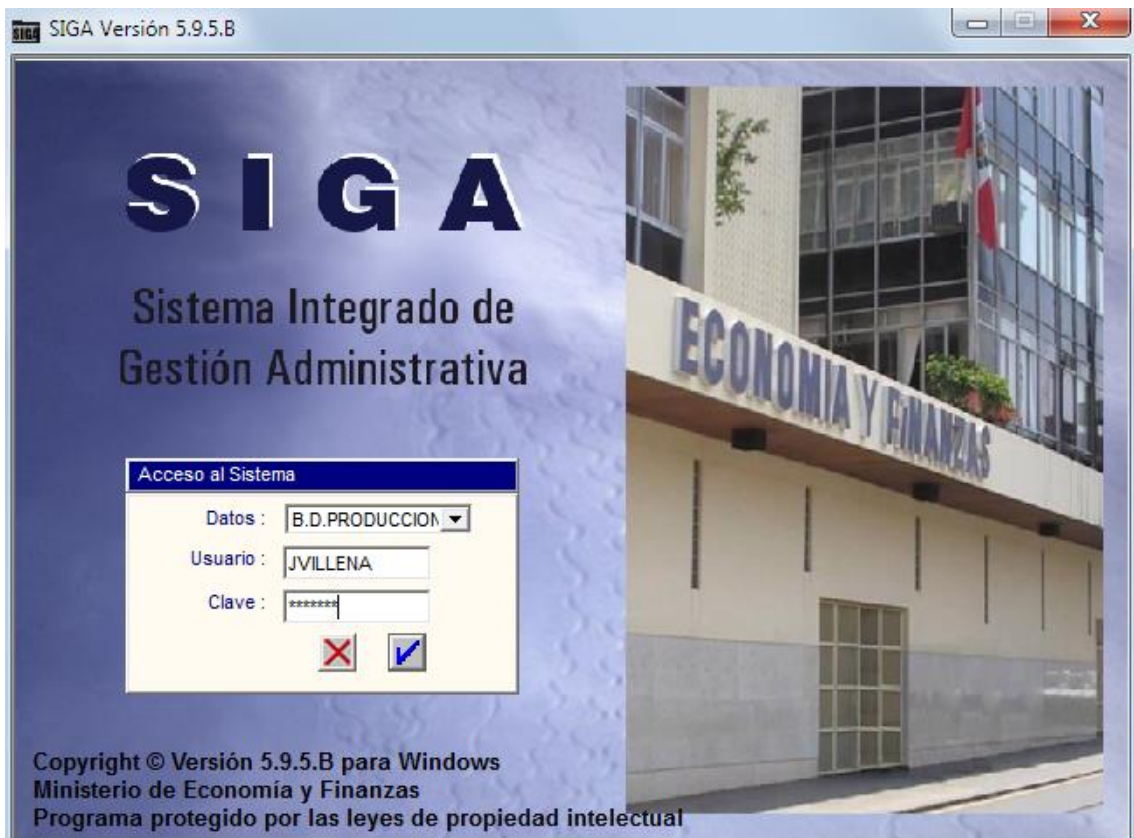 SIGA Versión 5.9.5.B
SIGA
Sistema Integrado de
Gestión Administrativa
ECONOMIA Y FINANZAS
Acceso al Sistema
Datos : B.D.PRODUCCION
Usuario : JVILLENA
Clave : *******
Copyright © Versión 5.9.5.B para Windows
Ministerio de Economía y Finanzas
Programa protegido por las leyes de propiedad intelectual